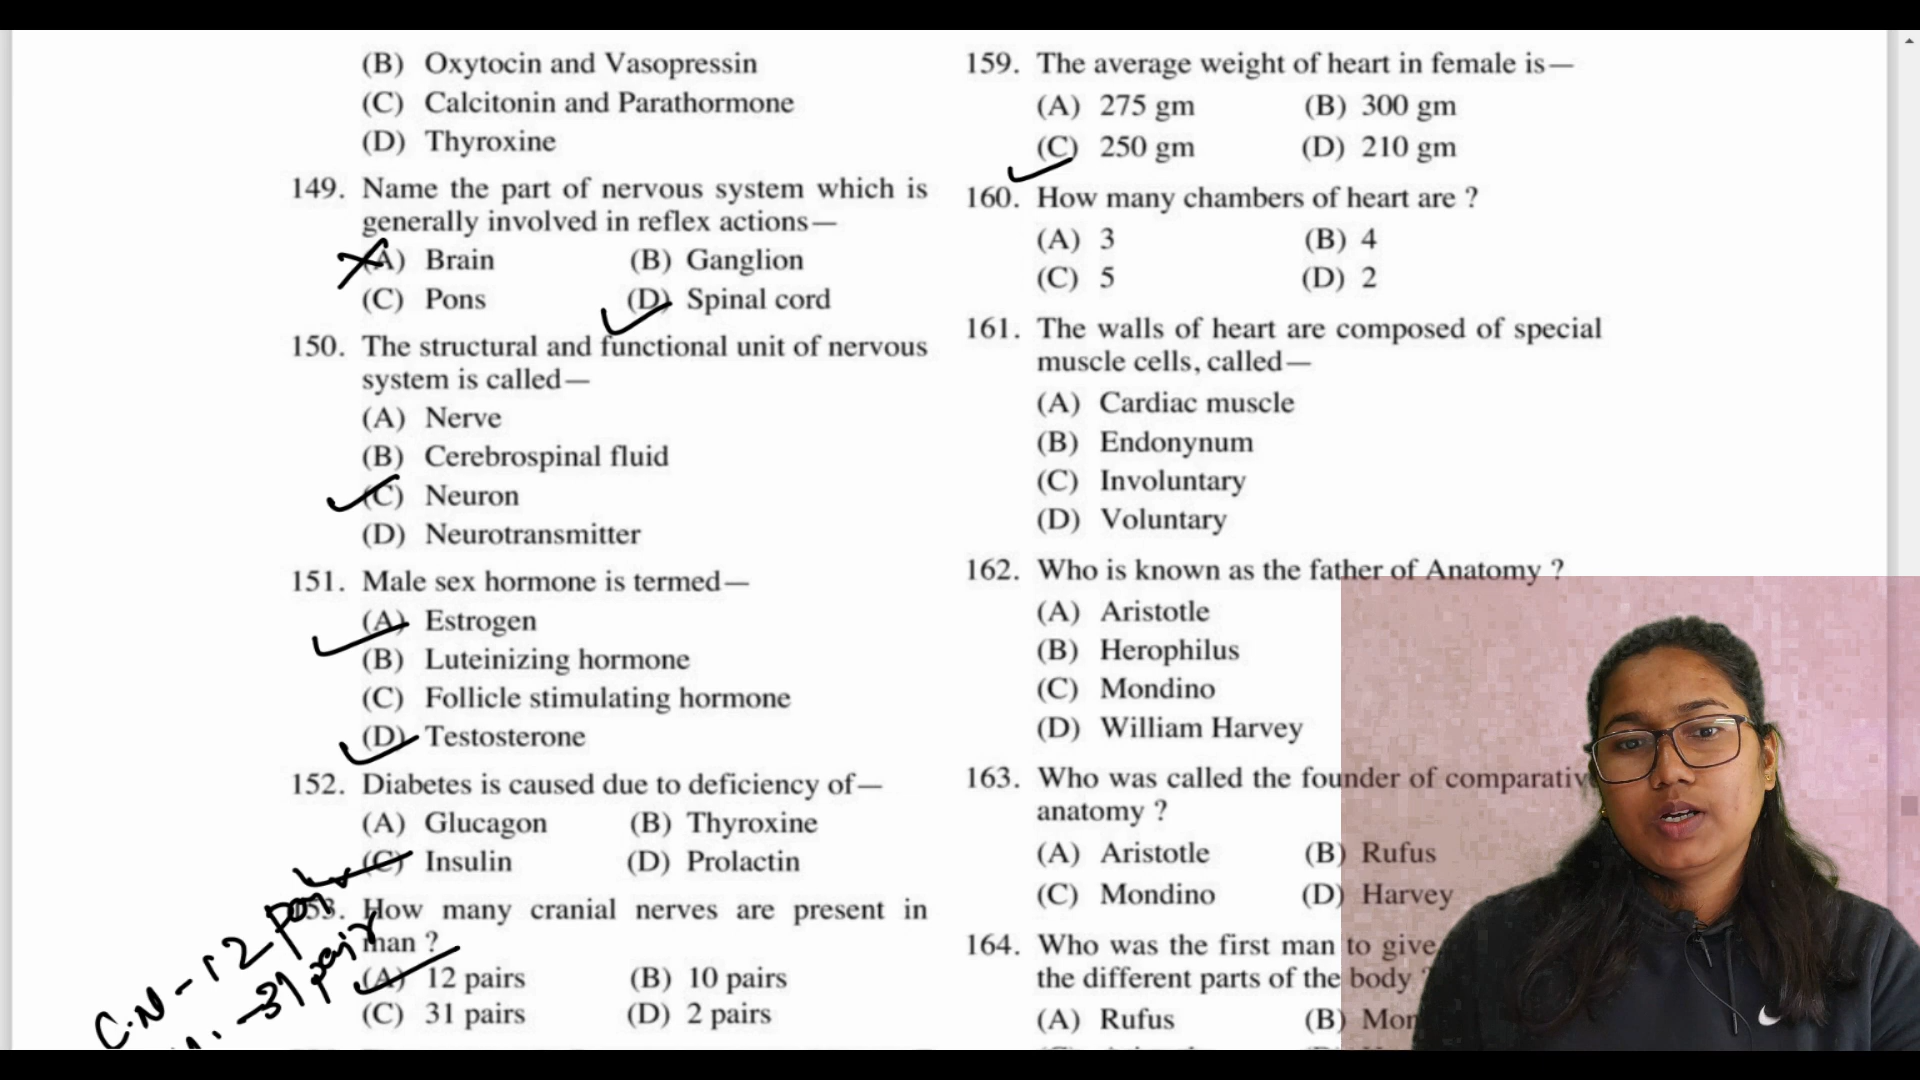 (B) Oxytocin and Vasopressin
(C) Calcitonin and Parathormone
(D) Thyroxine
149. Name the part of nervous system which is
generally involved in reflex actions—
(A) Brain (B) Ganglion
(C) Pons (D) Spinal cord
150. The structural and functional unit of nervous
system is called—
(A) Nerve
(B) Cerebrospinal fluid
(C) Neuron
(D) Neurotransmitter
151. Male sex hormone is termed—
(A) Estrogen
(B) Luteinizing hormone
(C) Follicle stimulating hormone
(D) Testosterone
152. Diabetes is caused due to deficiency of—
(A) Glucagon (B) Thyroxine
(C) Insulin (D) Prolactin
153. How many cranial nerves are present in
man ?
(A) 12 pairs (B) 10 pairs
(C) 31 pairs (D) 2 pairs
C.N - 12 pair
- 31 pair
159. The average weight of heart in female is—
(A) 275 gm (B) 300 gm
(C) 250 gm (D) 210 gm
160. How many chambers of heart are ?
(A) 3 (B) 4
(C) 5 (D) 2
161. The walls of heart are composed of special
muscle cells, called—
(A) Cardiac muscle
(B) Endonynum
(C) Involuntary
(D) Voluntary
162. Who is known as the father of Anatomy ?
(A) Aristotle
(B) Herophilus
(C) Mondino
(D) William Harvey
163. Who was called the founder of comparativ
anatomy ?
(A) Aristotle (B) Rufus
(C) Mondino (D) Harvey
164. Who was the first man to give
the different parts of the body
(A) Rufus (B) Mon